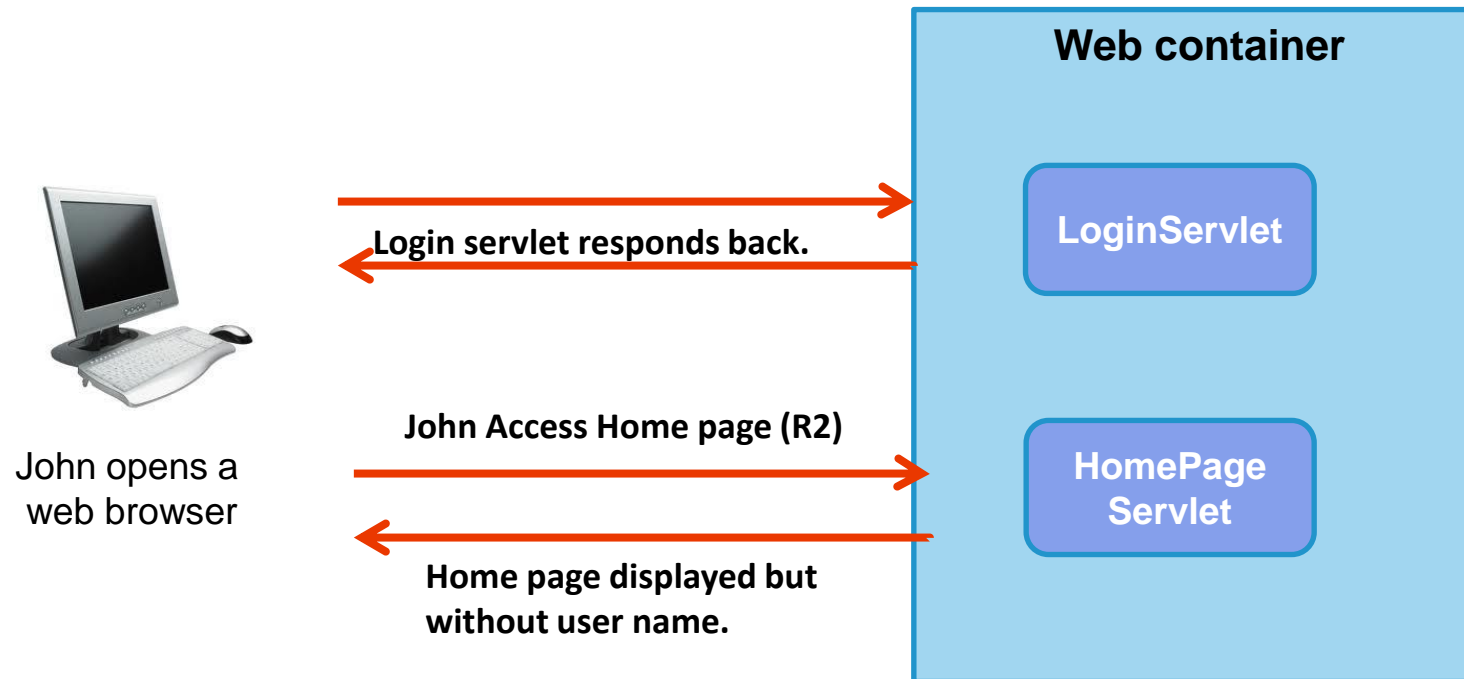 Web container
LoginServlet
Login servlet responds back.
John Access Home page (R2)
John opens a
web browser
HomePage
Servlet
Home page displayed but
without user name.